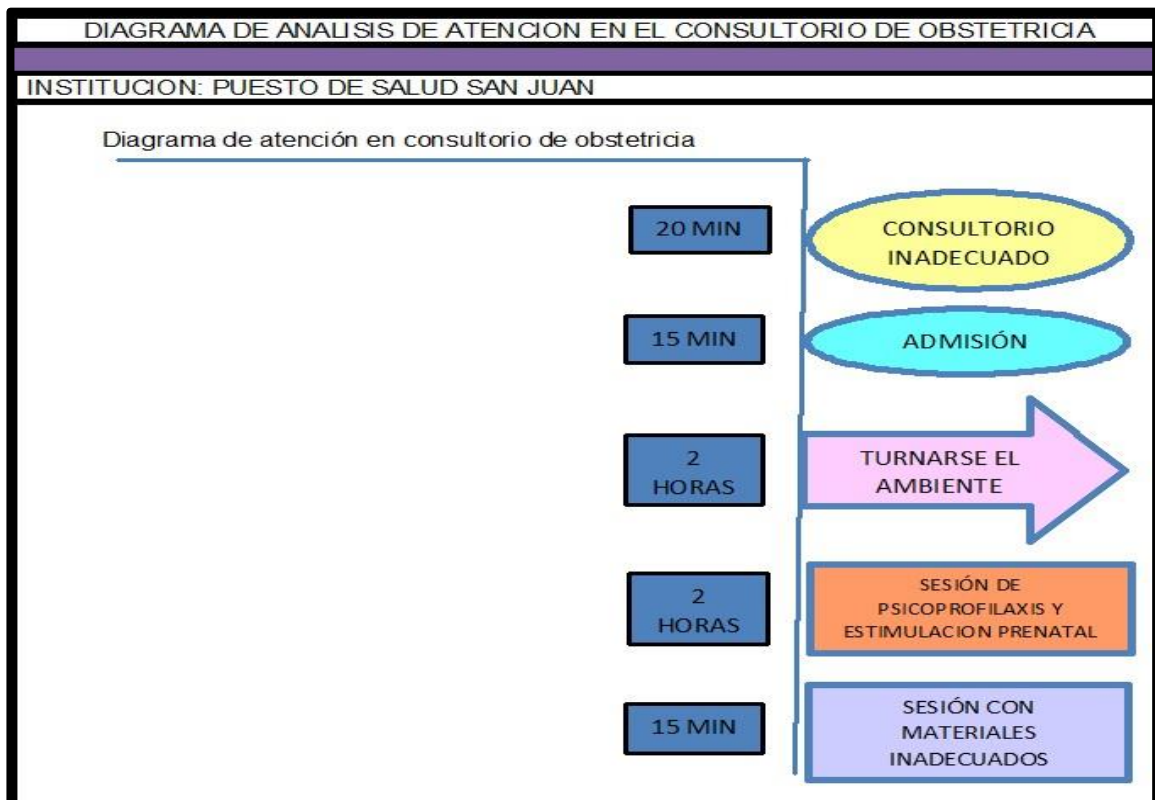 DIAGRAMA DE ANALISIS DE ATENCION EN EL CONSULTORIO DE OBSTETRICIA
INSTITUCION: PUESTO DE SALUD SAN JUAN
Diagrama de atención en consultorio de obstetricia
20 MIN
CONSULTORIO
INADECUADO
15 MIN
ADMISIÓN
2
HORAS
TURNARSE EL
AMBIENTE
2
HORAS
SESIÓN DE
PSICOPROFILAXIS Y
ESTIMULACION PRENATAL
15 MIN
SESIÓN CON
MATERIALES
INADECUADOS